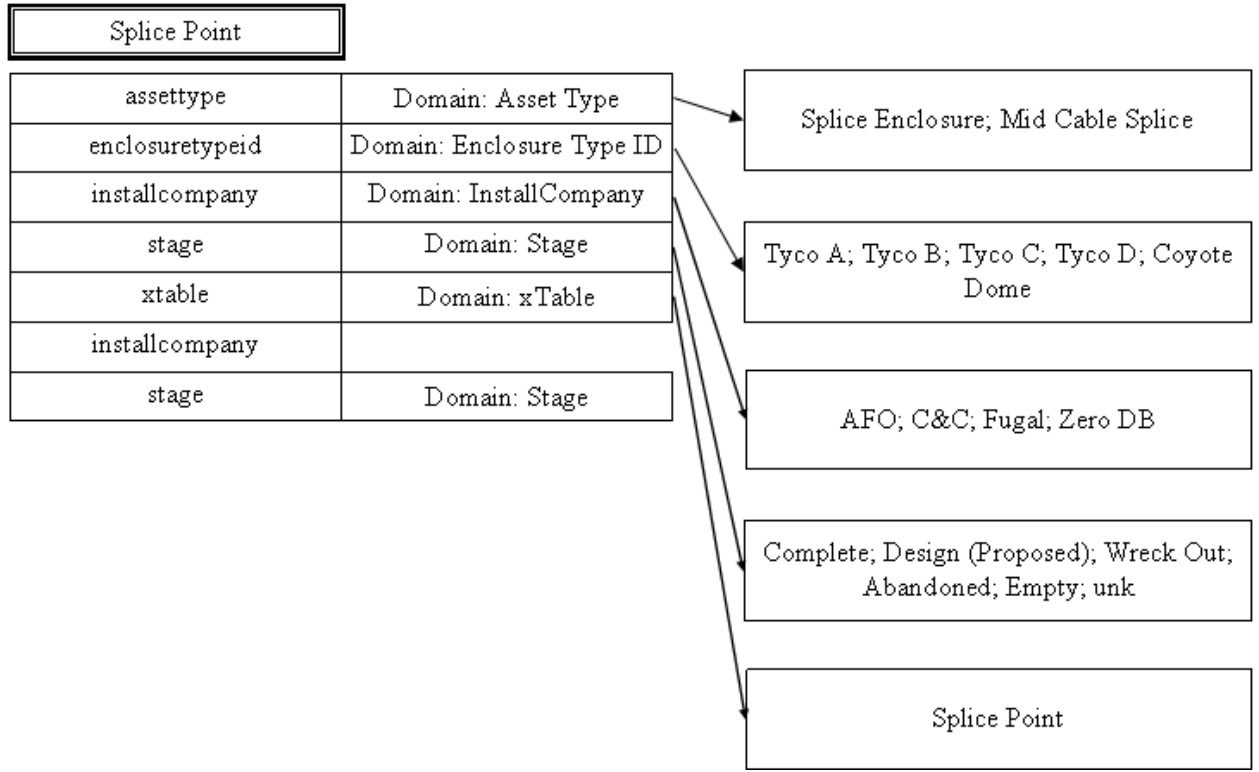 Splice Point
assettype Domain: Asset Type
enclosuretypeid Domain: Enclosure Type ID
installcompany Domain: InstallCompany
stage Domain: Stage
xtable Domain: xTable
installcompany
stage Domain: Stage
Splice Enclosure; Mid Cable Splice
Tyco A; Tyco B; Tyco C; Tyco D; Coyote
Dome
AFO; C&C; Fugal; Zero DB
Complete; Design (Proposed); Wreck Out;
Abandoned; Empty; unk
Splice Point